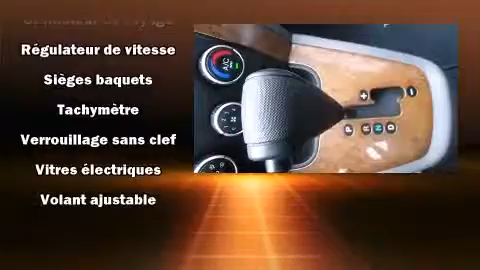 Régulateur de vitesse
Sièges baquets
Tachymètre
Verrouillage sans clef
Vitres électriques
Volant ajustable
A/C
P R N D